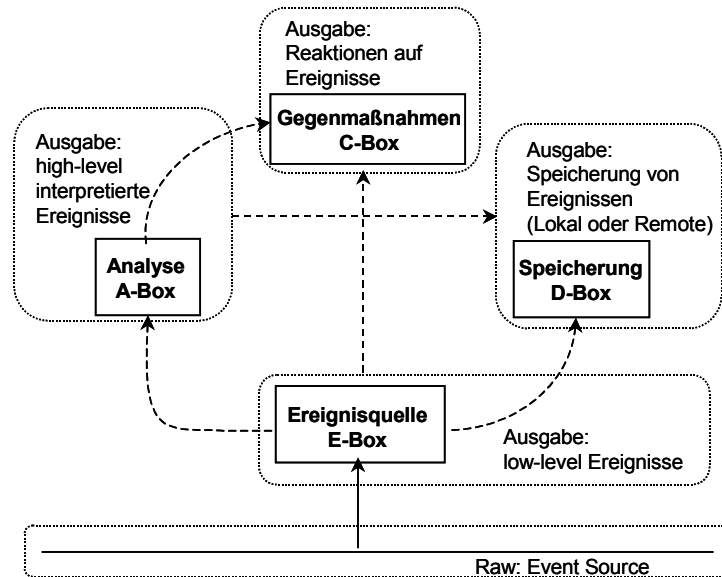 Ausgabe:
Reaktionen auf
Ereignisse
Gegenmaßnahmen
C-Box
Ausgabe:
high-level
interpretierte
Ereignisse
Analyse
A-Box
Ausgabe:
Speicherung von
Ereignissen
(Lokal oder Remote)
Speicherung
D-Box
Ereignisquelle
E-Box
Ausgabe:
low-level Ereignisse
Raw: Event Source